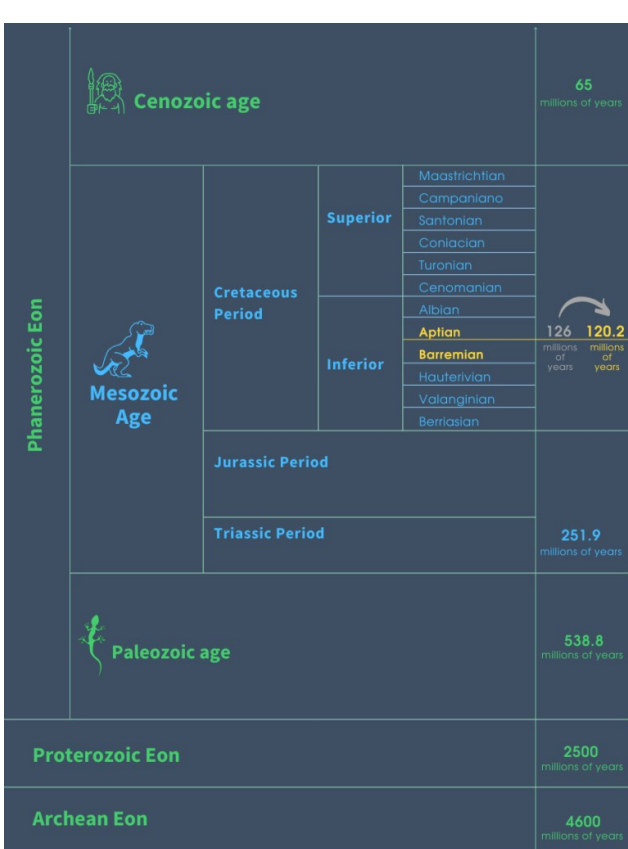 Cenozoic age
65
millions of years
Phanerozoic Eon
Mesozoic
Age
Cretaceous
Period
Superior
Maastrichtian
Campaniano
Santonian
Coniacian
Turonian
Cenomanian
Inferior
Albian
Aptian
Barremian
Hauterivian
Valanginian
Berriasian
126
millions
of
years
120.2
millions
of
years
Jurassic Period
Triassic Period
251.9
millions of years
Paleozoic age
538.8
millions of years
Proterozoic Eon
2500
millions of years
Archean Eon
4600
millions of years